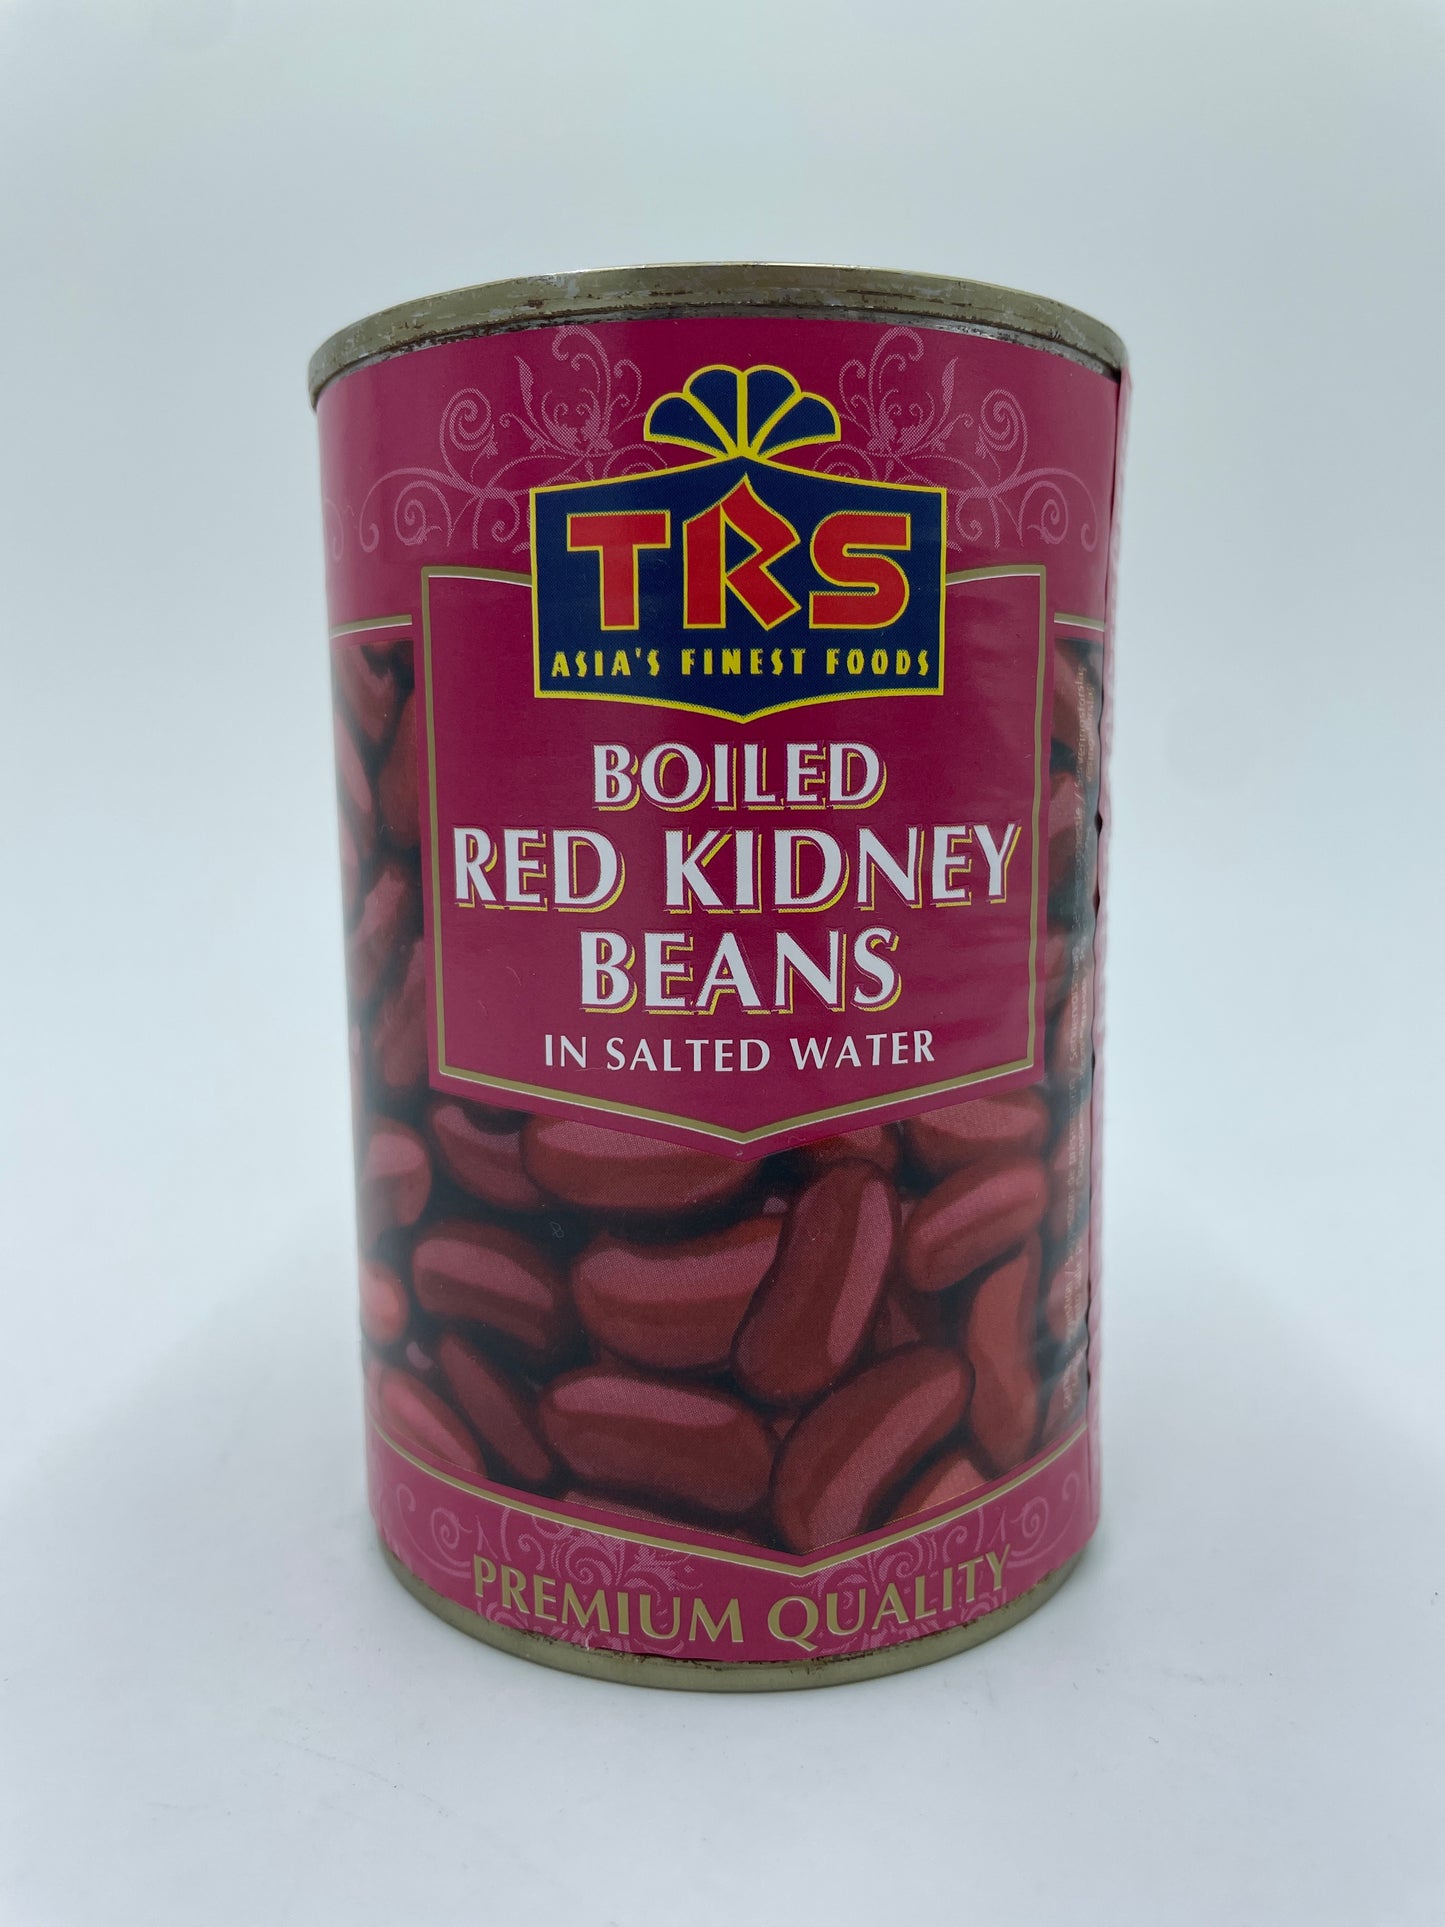 TRS
ASIA'S FINEST FOODS
BOILED
RED KIDNEY
BEANS
IN SALTED WATER
PREMIUM QUALITY